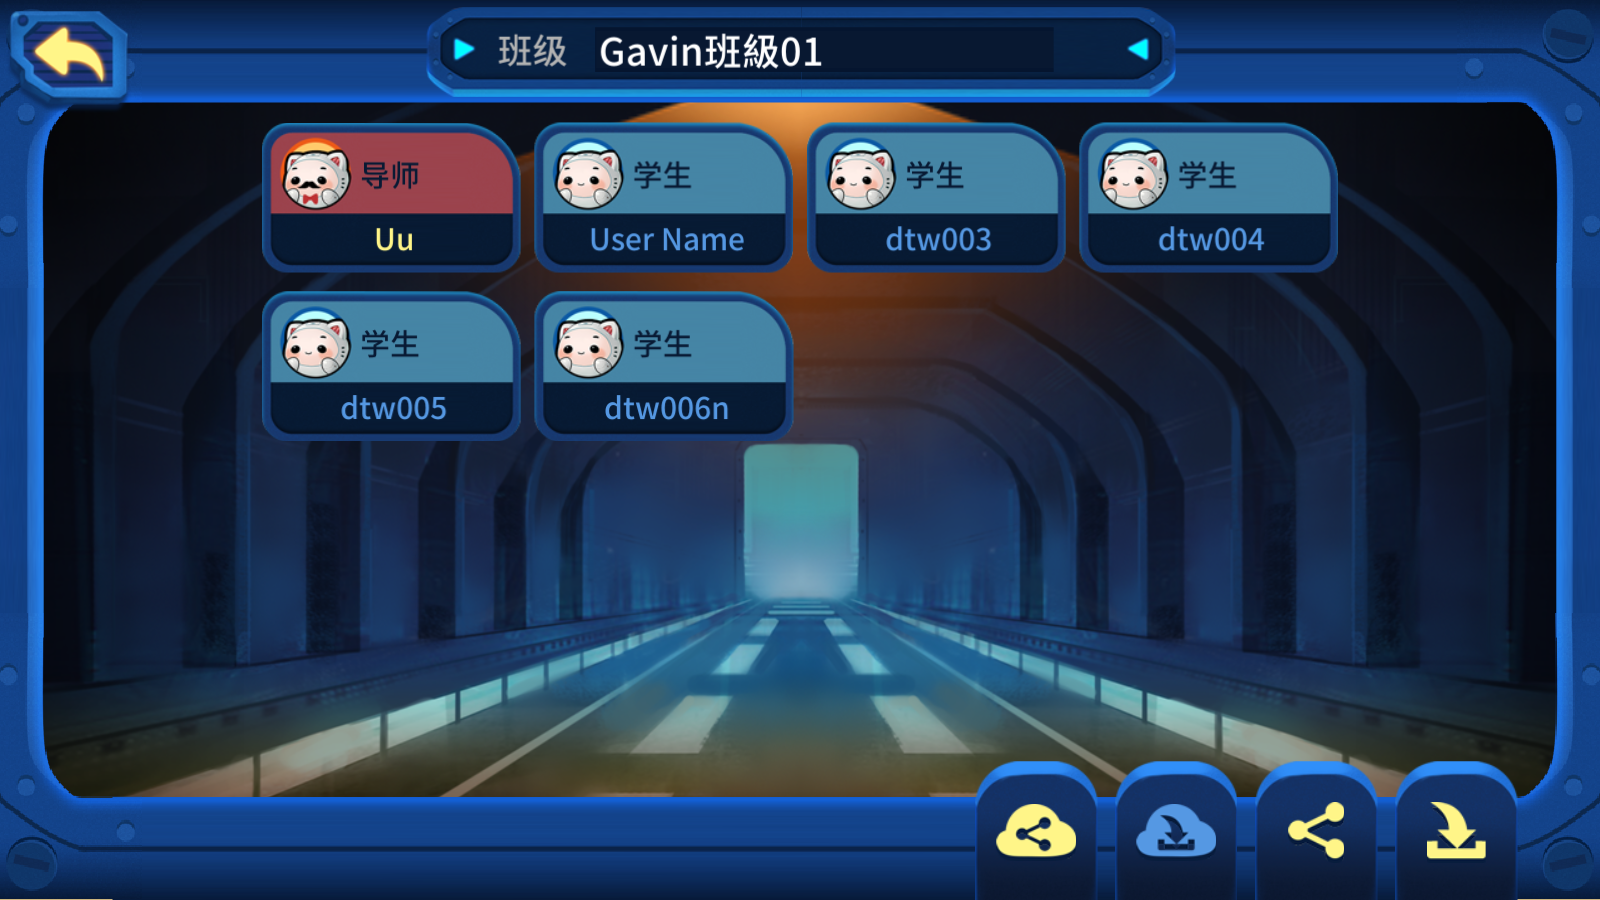 班级 Gavin班級01
导师
Uu
学生
User Name
学生
dtw003
学生
dtw004
学生
dtw005
学生
dtw006n